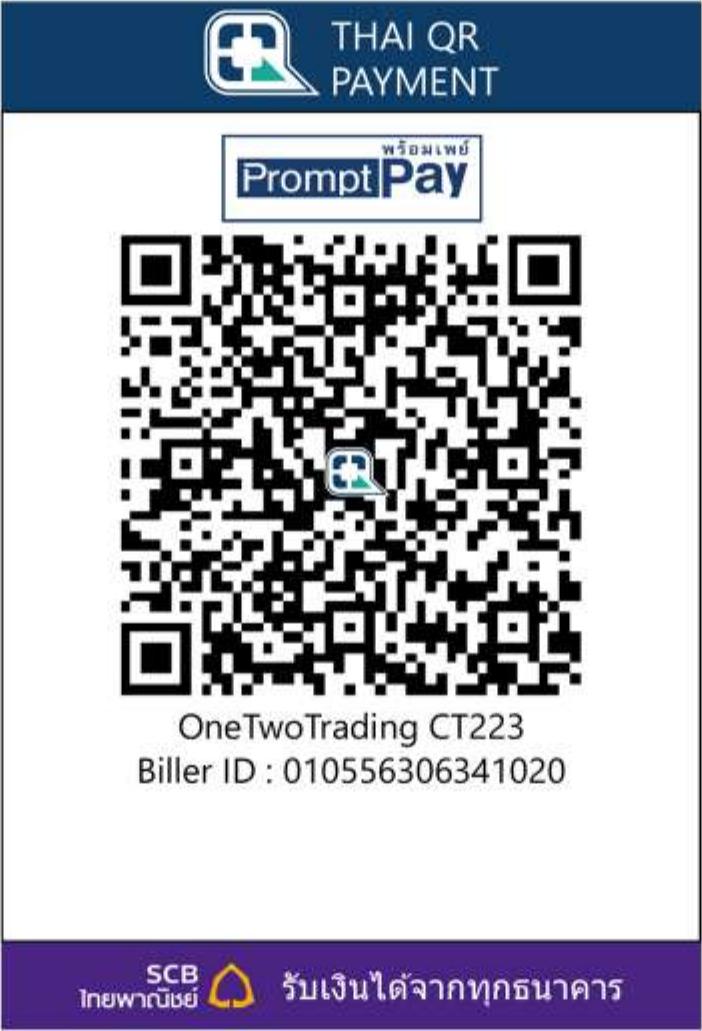 THAI QR
PAYMENT
พร้อมเพย์
Prompt Pay
OneTwoTrading CT223
Biller ID : 010556306341020
SCB
ไทยพาณิชย์
รับเงินได้จากทุกธนาคาร